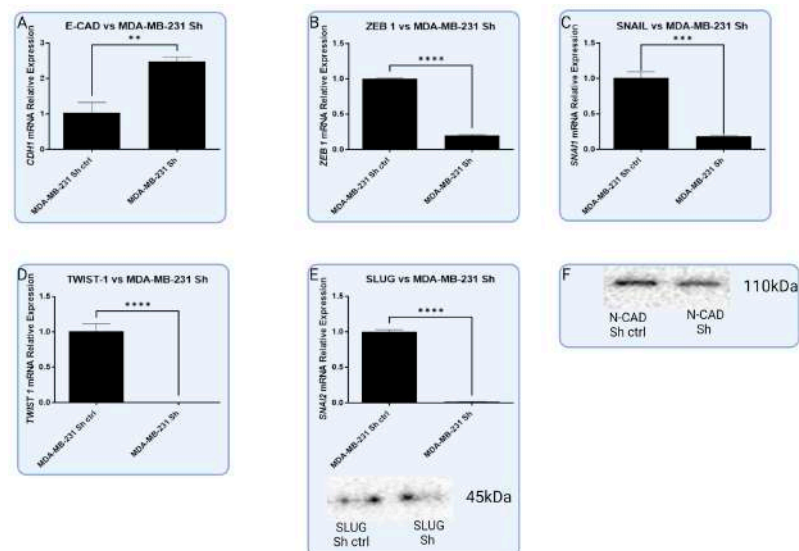 A
E-CAD vs MDA-MB-231 Sh
**
CDH1 mRNA Relative Expression
3
2
1
0
MDA-MB-231 Sh ctrl
MDA-MB-231 Sh
B
ZEB 1 vs MDA-MB-231 Sh
****
ZEB 1 mRNA Relative Expression
1.5
1.0
0.5
0.0
MDA-MB-231 Sh ctrl
MDA-MB-231 Sh
C
SNAIL vs MDA-MB-231 Sh
***
SNAI1 mRNA Relative Expression
1.5
1.0
0.5
0.0
MDA-MB-231 Sh ctrl
MDA-MB-231 Sh
D
TWIST-1 vs MDA-MB-231 Sh
****
TWIST 1 mRNA Relative Expression
1.5
1.0
0.5
0.0
MDA-MB-231 Sh ctrl
MDA-MB-231 Sh
E
SLUG vs MDA-MB-231 Sh
****
SNAI2 mRNA Relative Expression
1.5
1.0
0.5
0.0
MDA-MB-231 Sh ctrl
MDA-MB-231 Sh
45kDa
SLUG
Sh ctrl
SLUG
Sh
F
110kDa
N-CAD
Sh ctrl
N-CAD
Sh